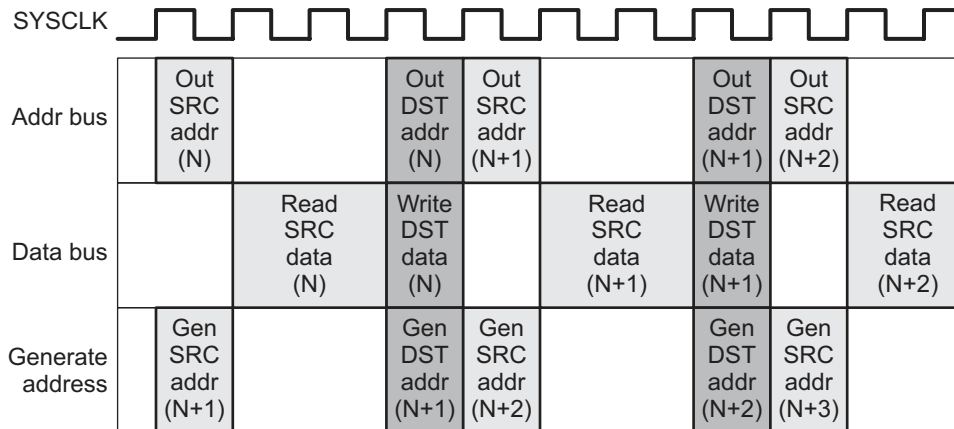 SYSCLK
Addr bus
Out
SRC
addr
(N)
Out
DST
addr
(N)
Out
SRC
addr
(N+1)
Out
DST
addr
(N+1)
Out
SRC
addr
(N+2)
Data bus
Read
SRC
data
(N)
Write
DST
data
(N)
Read
SRC
data
(N+1)
Write
DST
data
(N+1)
Read
SRC
data
(N+2)
Generate
address
Gen
SRC
addr
(N+1)
Gen
DST
addr
(N+1)
Gen
SRC
addr
(N+2)
Gen
DST
addr
(N+2)
Gen
SRC
addr
(N+3)